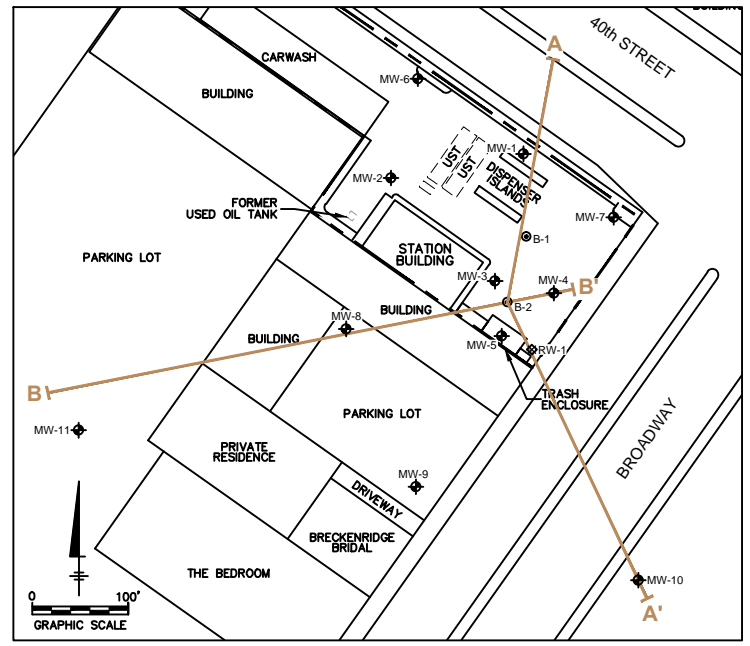 BUILDING
40th STREET
A
CARWASH
MW-6
BUILDING
MW-1
UST
UST
DISPENSER
ISLANDS
MW-2
FORMER
USED OIL TANK
MW-7
B-1
STATION
BUILDING
PARKING LOT
MW-3
MW-4
B'
B-2
BUILDING
MW-8
BUILDING
MW-5
RW-1
B
TRASH
ENCLOSURE
PARKING LOT
MW-11
BROADWAY
PRIVATE
RESIDENCE
MW-9
DRIVEWAY
BRECKENRIDGE
BRIDAL
THE BEDROOM
MW-10
A'
0 100'
GRAPHIC SCALE